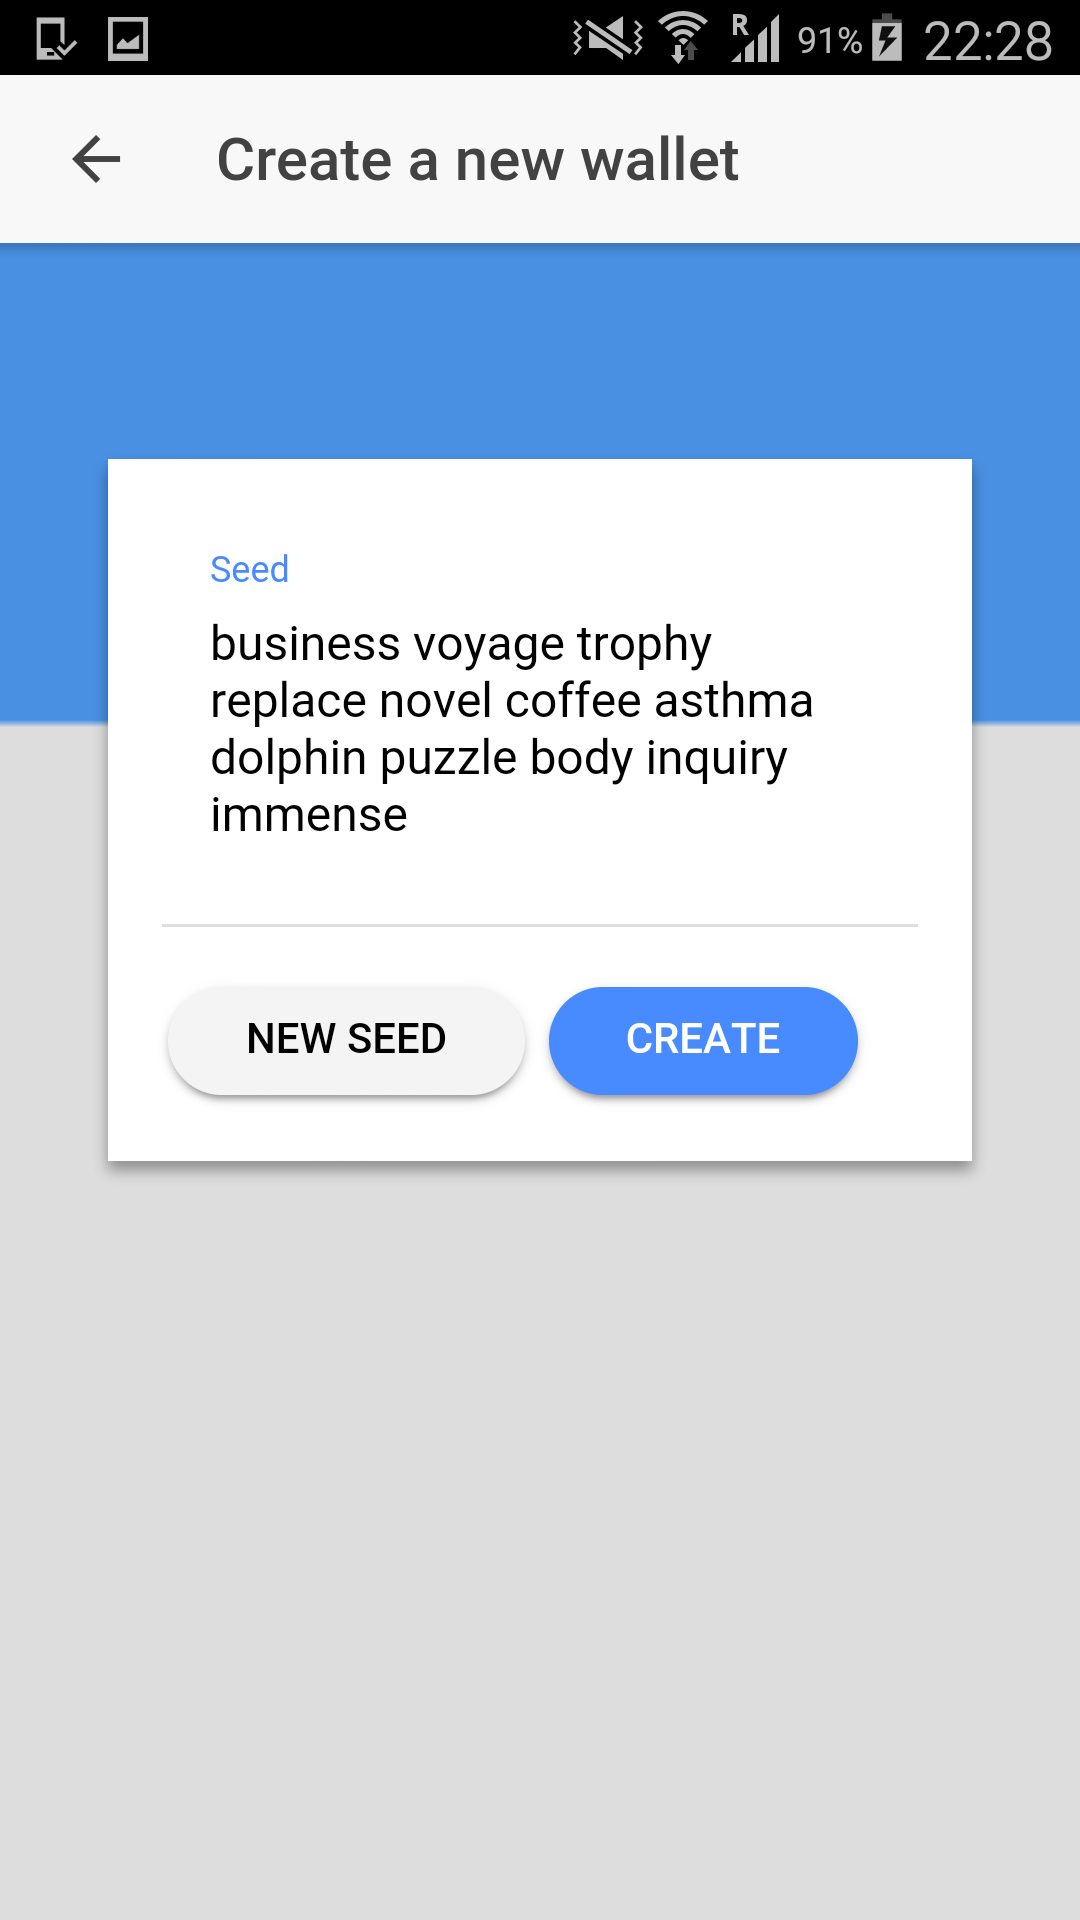 R 91% 22:28
Create a new wallet
Seed
business voyage trophy
replace novel coffee asthma
dolphin puzzle body inquiry
immense
NEW SEED CREATE